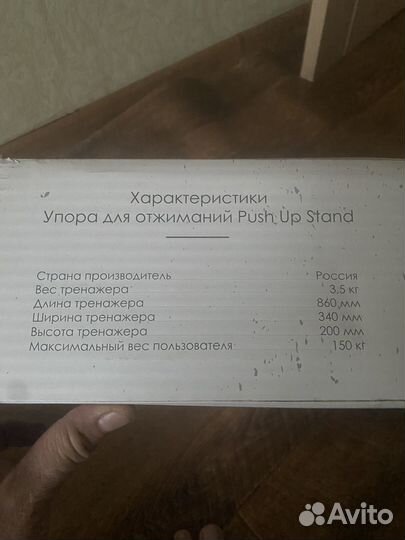 Характеристики
Упора для отжиманий Push Up Stand
Страна производитель Россия
Вес тренажера 3,5 кг
Длина тренажера 860 мм
Ширина тренажера 340 мм
Высота тренажера 200 мм
Максимальный вес пользователя 150 кг
Avito